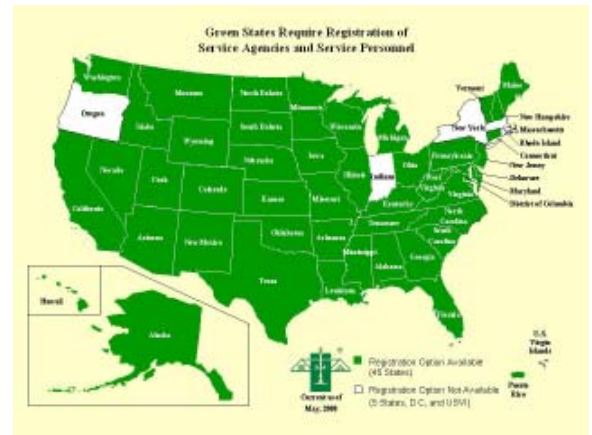 Green States Require Registration of
Service Agencies and Service Personnel
Washington
Oregon
California
Nevada
Idaho
Montana
Wyoming
Utah
Arizona
Colorado
New Mexico
North Dakota
South Dakota
Nebraska
Kansas
Oklahoma
Texas
Minnesota
Iowa
Missouri
Arkansas
Louisiana
Wisconsin
Illinois
Michigan
Indiana
Ohio
Kentucky
Tennessee
Mississippi
Alabama
Georgia
Florida
South
Carolina
North
Carolina
Virginia
West
Virginia
Pennsylvania
New York
Vermont
Maine
New Hampshire
Massachusetts
Rhode Island
Connecticut
New Jersey
Delaware
Maryland
District of Columbia
Hawaii
Alaska
U.S.
Virgin
Islands
Puerto
Rico
Current as of
May, 2000
Registration Option Available
(45 States)
Registration Option Not Available
(5 States, D.C, and USVI)